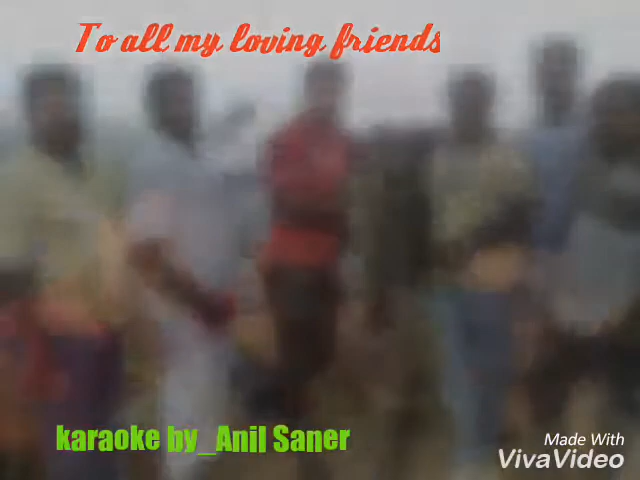 To all my loving friends
karaoke by_Anil Saner
Made With
VivaVideo